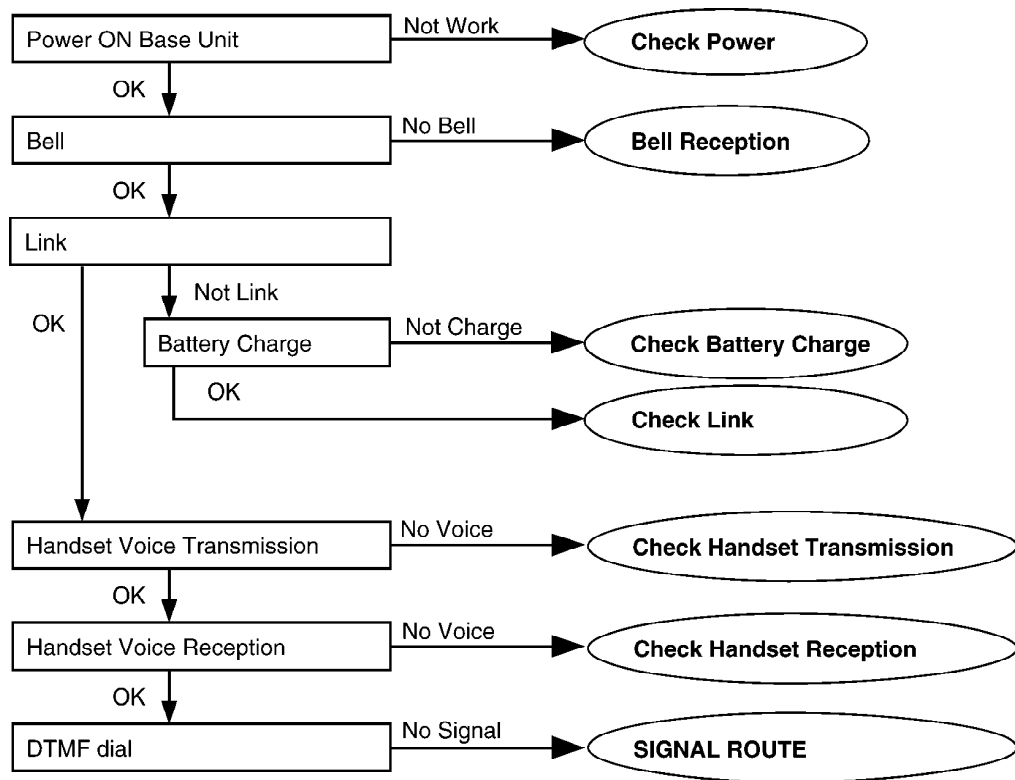 Power ON Base Unit
Not Work
Check Power
OK
Bell
No Bell
Bell Reception
OK
Link
OK
Not Link
Battery Charge
Not Charge
Check Battery Charge
OK
Check Link
Handset Voice Transmission
No Voice
Check Handset Transmission
OK
Handset Voice Reception
No Voice
Check Handset Reception
OK
DTMF dial
No Signal
SIGNAL ROUTE